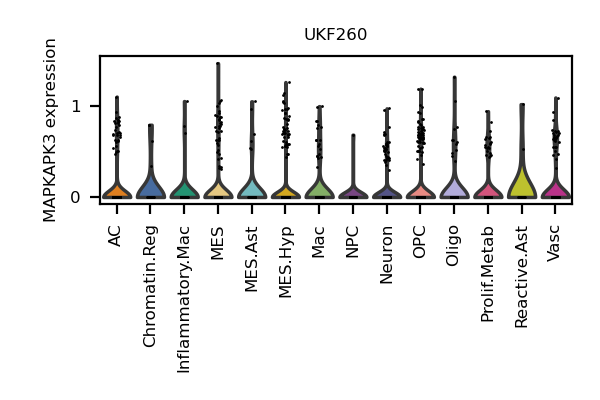 UKF260
MAPKAPK3 expression
1
0
AC
Chromatin.Reg
Inflammatory.Mac
MES
MES.Ast
MES.Hyp
Mac
NPC
Neuron
OPC
Oligo
Prolif.Metab
Reactive.Ast
Vasc